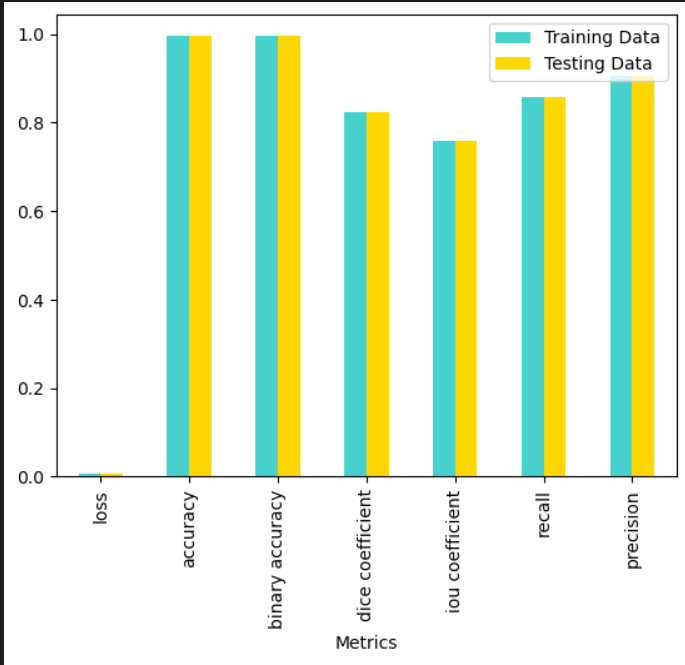 1.0
0.8
0.6
0.4
0.2
0.0
Training Data
Testing Data
loss
accuracy
binary accuracy
dice coefficient
iou coefficient
recall
precision
Metrics